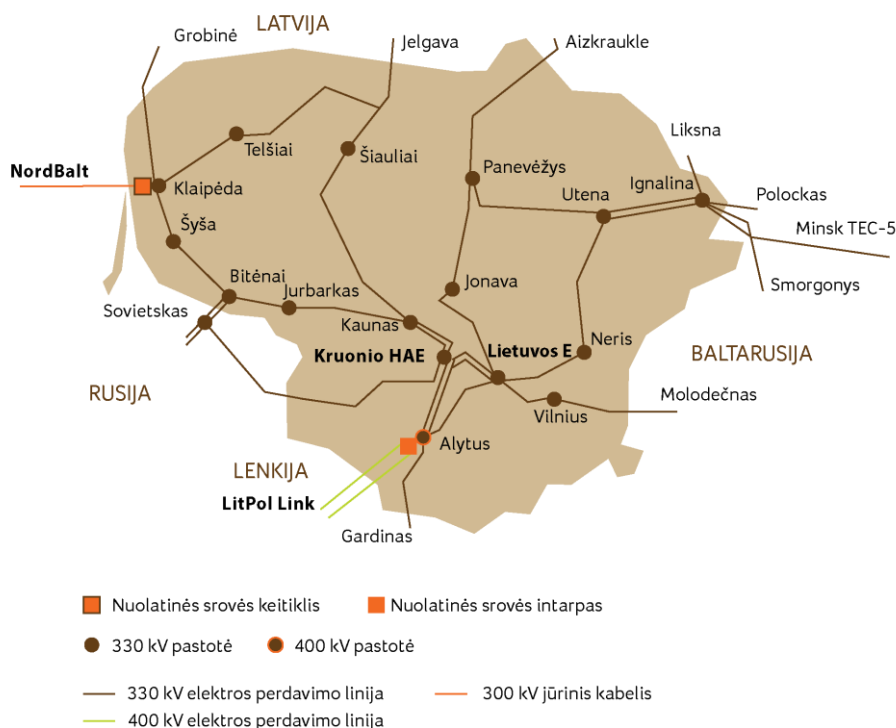 LATVIJA
Grobinė
Jelgava
Aizkraukle
Liksna
Telšiai
Šiauliai
Panevėžys
Ignalina
NordBalt
Klaipėda
Utena
Polockas
Šyša
Minsk TEC-5
Bitėnai
Jurbarkas
Jonava
Smorgonys
Sovietskas
Kaunas
Neris
Kruonio HAE
Lietuvos E
BALTARUSIJA
RUSIJA
Molodečnas
Vilnius
Alytus
LENKIJA
LitPol Link
Gardinas
Nuolatinės srovės keitiklis
Nuolatinės srovės intarpas
330 kV pastotė
400 kV pastotė
330 kV elektros perdavimo linija
300 kV jūrinis kabelis
400 kV elektros perdavimo linija